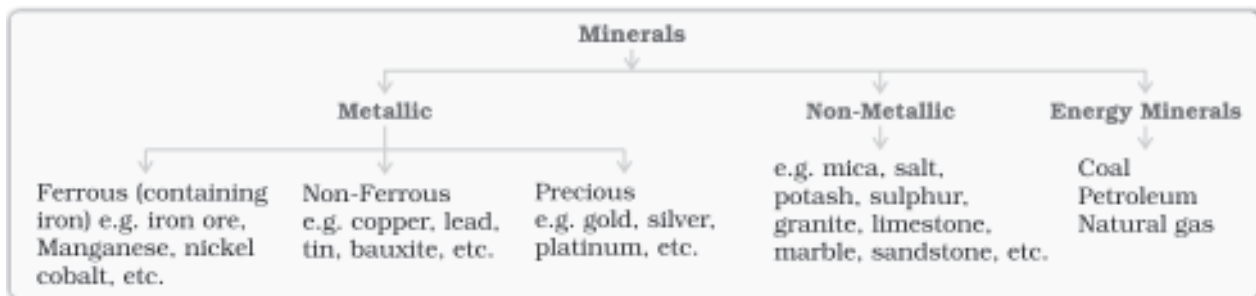 Minerals
Metallic
Non-Metallic
Energy Minerals
Ferrous (containing
iron) e.g. iron ore,
Manganese, nickel
cobalt, etc.
Non-Ferrous
e.g. copper, lead,
tin, bauxite, etc.
Precious
e.g. gold, silver,
platinum, etc.
e.g. mica, salt,
potash, sulphur,
granite, limestone,
marble, sandstone, etc.
Coal
Petroleum
Natural gas